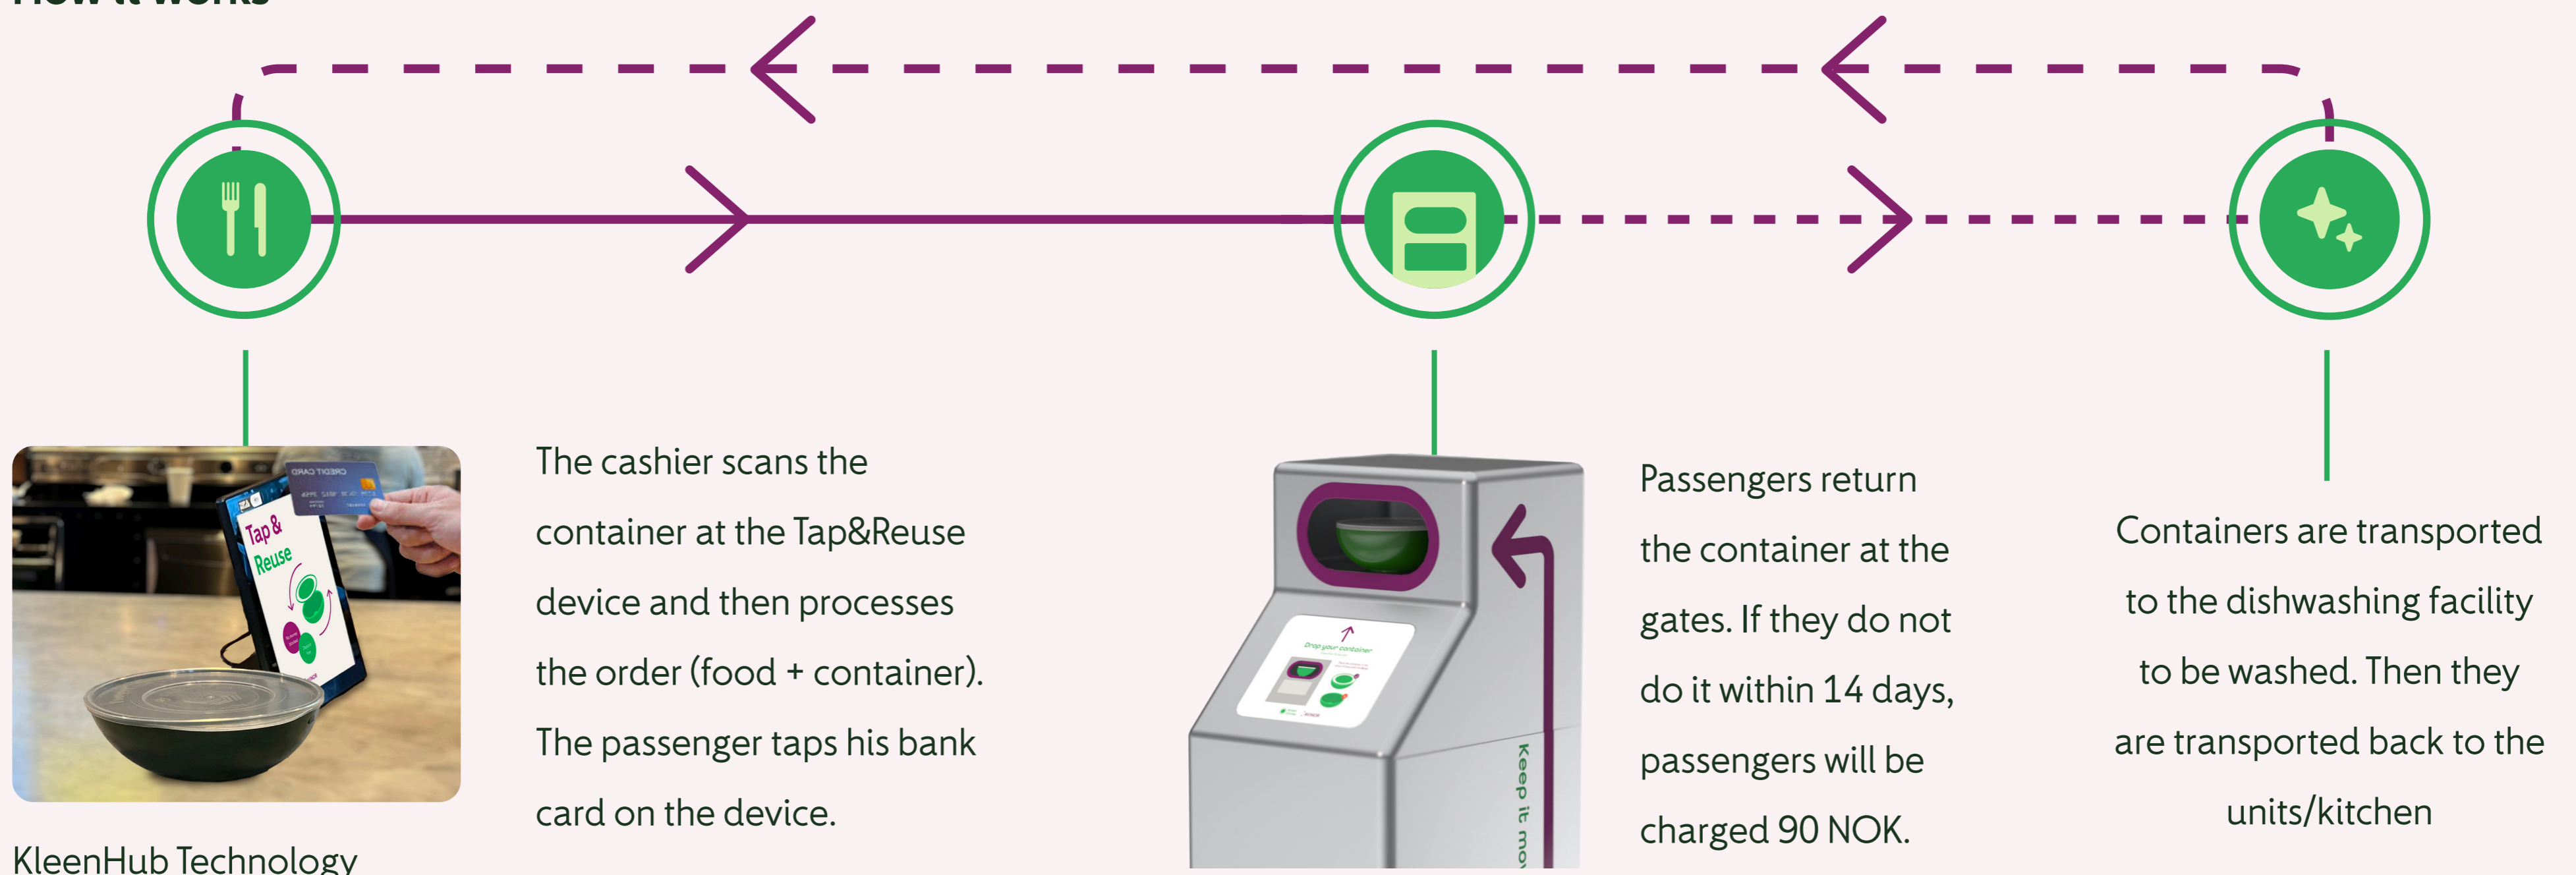 How it works
CREDIT CARD
Tap &
Reuse
The cashier scans the
container at the Tap&Reuse
device and then processes
the order (food + container).
The passenger taps his bank
card on the device.
KleenHub Technology
Drop your container
Keep it mov
Passengers return
the container at the
gates. If they do not
do it within 14 days,
passengers will be
charged 90 NOK.
Containers are transported
to the dishwashing facility
to be washed. Then they
are transported back to the
units/kitchen